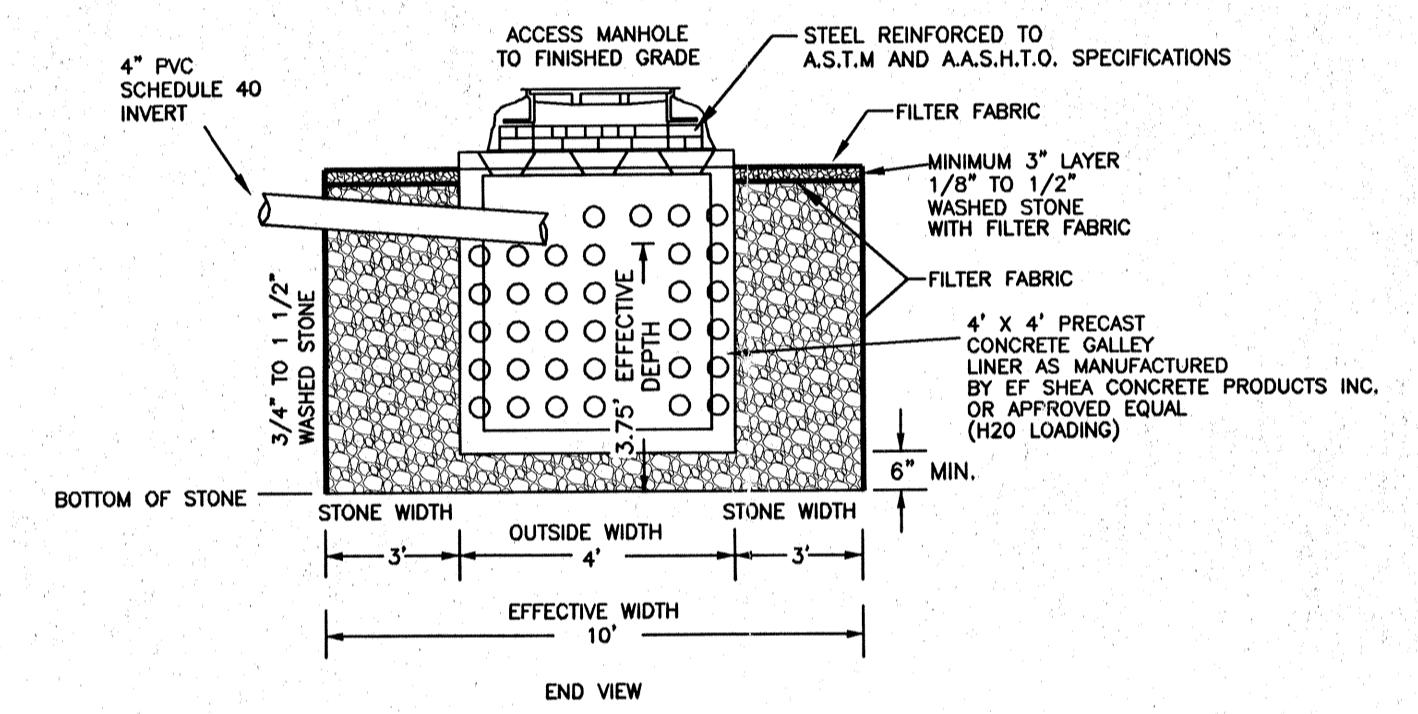 ACCESS MANHOLE
TO FINISHED GRADE
STEEL REINFORCED TO
A.S.T.M AND A.A.S.H.T.O. SPECIFICATIONS
4" PVC
SCHEDULE 40
INVERT
FILTER FABRIC
MINIMUM 3" LAYER
1/8" TO 1/2"
WASHED STONE
WITH FILTER FABRIC
FILTER FABRIC
3/4" TO 1 1/2"
WASHED STONE
3.75' EFFECTIVE
DEPTH
4' X 4' PRECAST
CONCRETE GALLEY
LINER AS MANUFACTURED
BY EF SHEA CONCRETE PRODUCTS INC.
OR APPROVED EQUAL
(H20 LOADING)
6" MIN.
BOTTOM OF STONE
STONE WIDTH
3'
OUTSIDE WIDTH
4'
STONE WIDTH
3'
EFFECTIVE WIDTH
10'
END VIEW